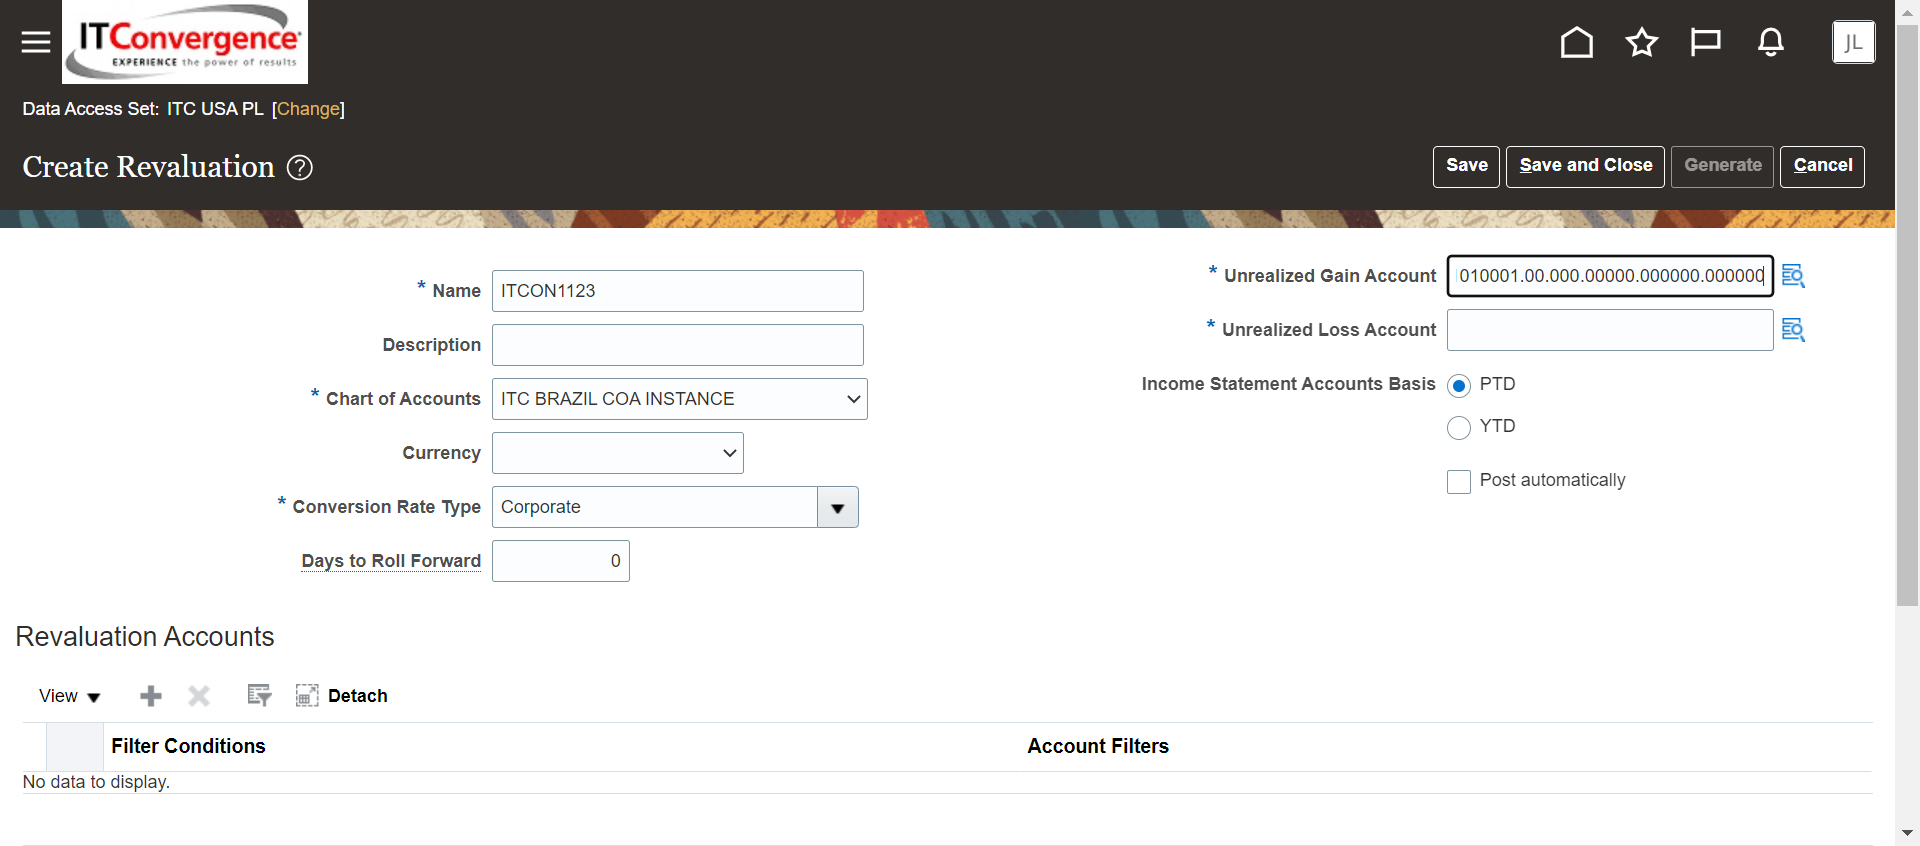 ITConvergence
EXPERIENCE the power of results
JL
Data Access Set: ITC USA PL [Change]
Create Revaluation
Save
Save and Close
Generate
Cancel
* Name ITCON1123
Description
* Chart of Accounts ITC BRAZIL COA INSTANCE
Currency
* Conversion Rate Type Corporate
Days to Roll Forward 0
* Unrealized Gain Account 010001.00.000.00000.000000.000000
* Unrealized Loss Account
Income Statement Accounts Basis PTD
YTD
Post automatically
Revaluation Accounts
View Detach
Filter Conditions Account Filters
No data to display.